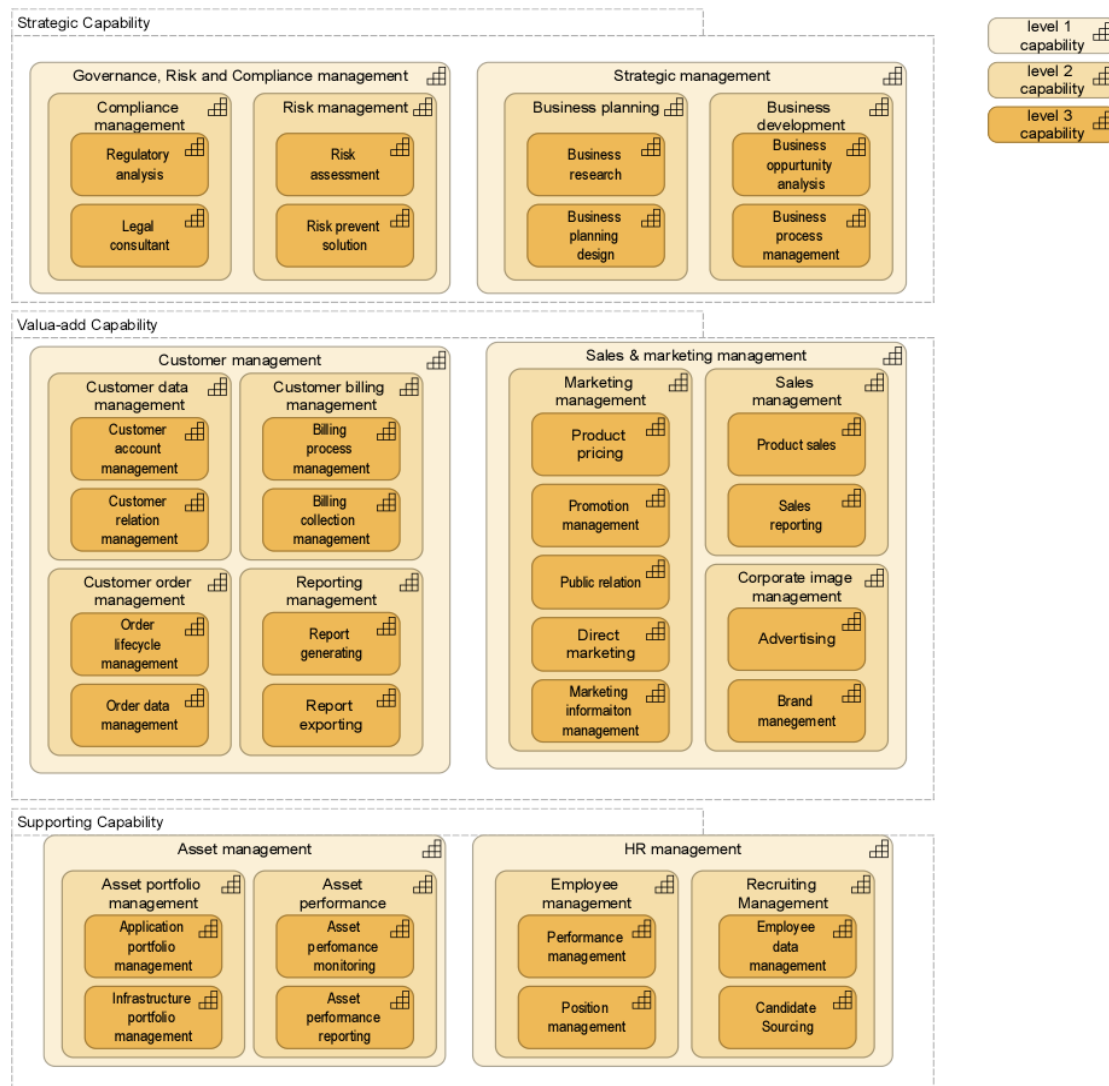 Strategic Capability
level 1
capability
level 2
capability
level 3
capability
Governance, Risk and Compliance management
Compliance
management
Regulatory
analysis
Legal
consultant
Risk management
Risk
assessment
Risk prevent
solution
Strategic management
Business planning
Business
research
Business
planning
design
Business
development
Business
opprtunity
analysis
Business
process
management
Valua-add Capability
Customer management
Customer data
management
Customer
account
management
Customer
relation
management
Customer billing
management
Billing
process
management
Billing
collection
management
Customer order
management
Order
lifecycle
management
Order data
management
Reporting
management
Report
generating
Report
exporting
Sales & marketing management
Marketing
management
Product
pricing
Promotion
management
Public relation
Direct
marketing
Marketing
informaiton
management
Sales
management
Product sales
Sales
reporting
Corporate image
management
Advertising
Brand
manegement
Supporting Capability
Asset management
Asset portfolio
management
Application
portfolio
management
Infrastructure
portfolio
management
Asset
performance
Asset
perfomance
monitoring
Asset
performance
reporting
HR management
Employee
management
Performance
management
Position
management
Recruiting
Management
Employee
data
management
Candidate
Sourcing